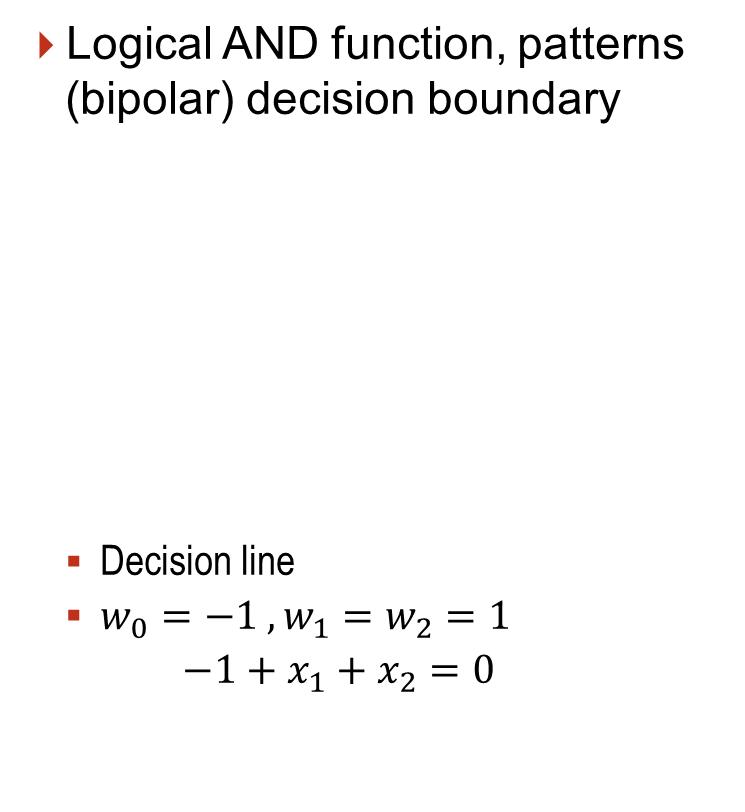 Logical AND function, patterns
(bipolar) decision boundary
Decision line
w₀ = −1 , w₁ = w₂ = 1
−1 + x₁ + x₂ = 0